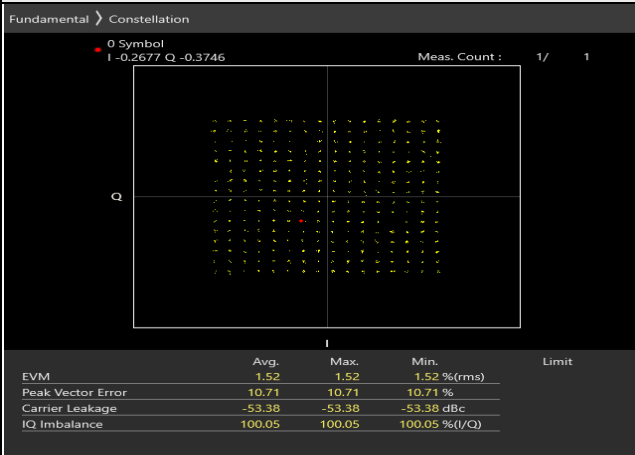 Fundamental ❭ Constellation
0 Symbol
I -0.2677 Q -0.3746
Meas. Count : 1/ 1
Q
I
Avg. Max. Min. Limit
EVM 1.52 1.52 1.52 %(rms)
Peak Vector Error 10.71 10.71 10.71 %
Carrier Leakage -53.38 -53.38 -53.38 dBc
IQ Imbalance 100.05 100.05 100.05 %(I/Q)